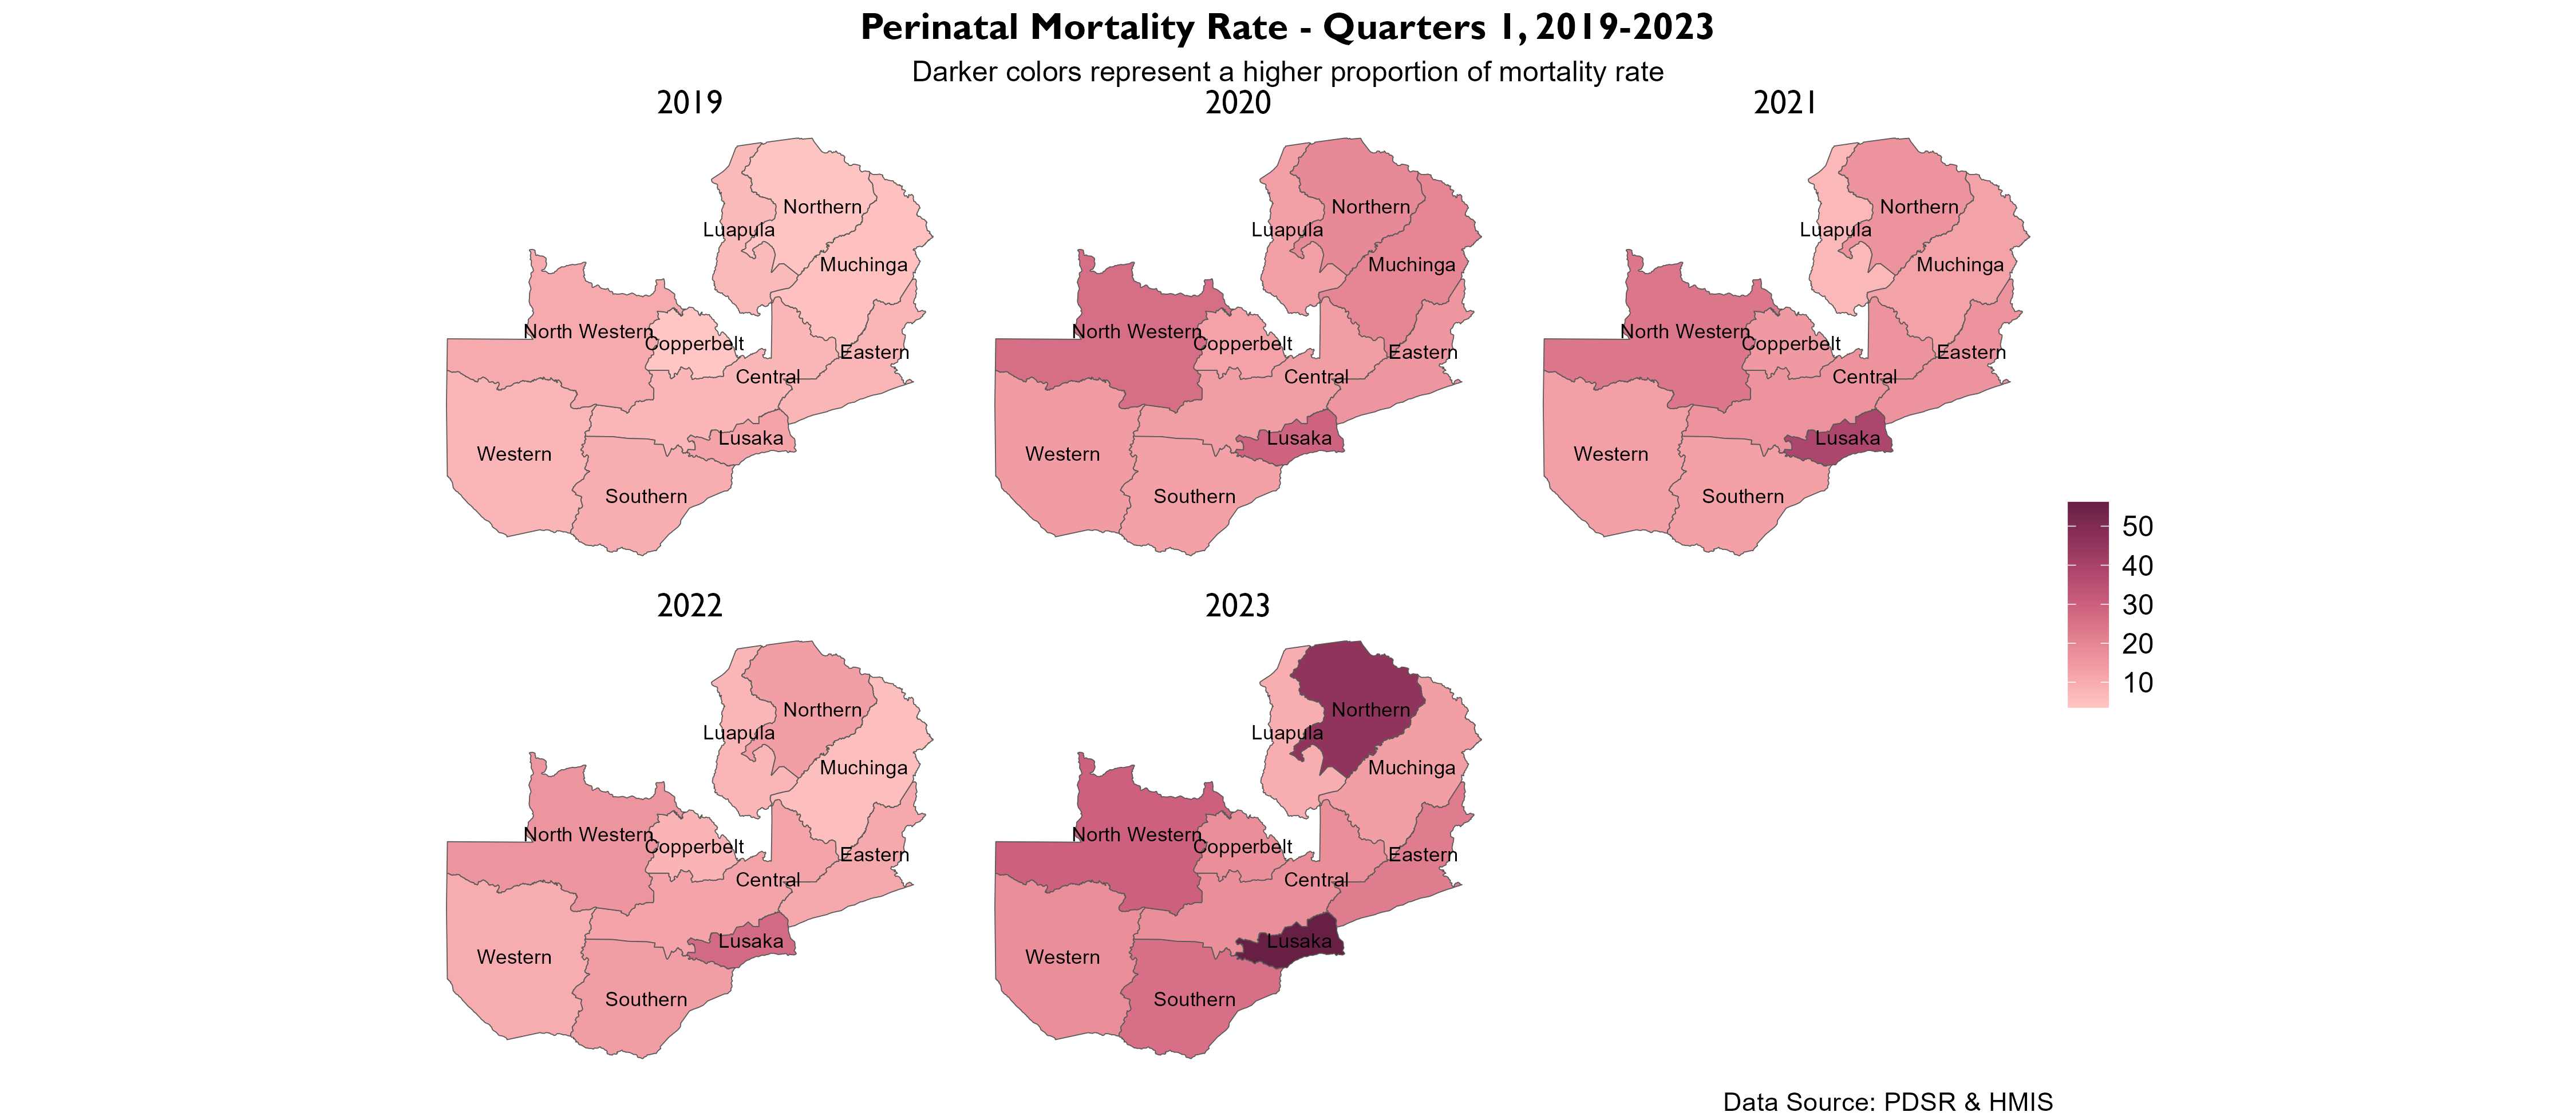 Perinatal Mortality Rate - Quarters 1, 2019-2023
Darker colors represent a higher proportion of mortality rate
2019
Northern
Luapula
Muchinga
North Western
Copperbelt
Eastern
Central
Lusaka
Western
Southern
2020
Northern
Luapula
Muchinga
North Western
Copperbelt
Eastern
Central
Lusaka
Western
Southern
2021
Northern
Luapula
Muchinga
North Western
Copperbelt
Eastern
Central
Lusaka
Western
Southern
50
40
30
20
10
2022
Northern
Luapula
Muchinga
North Western
Copperbelt
Eastern
Central
Lusaka
Western
Southern
2023
Northern
Luapula
Muchinga
North Western
Copperbelt
Eastern
Central
Lusaka
Western
Southern
Data Source: PDSR & HMIS